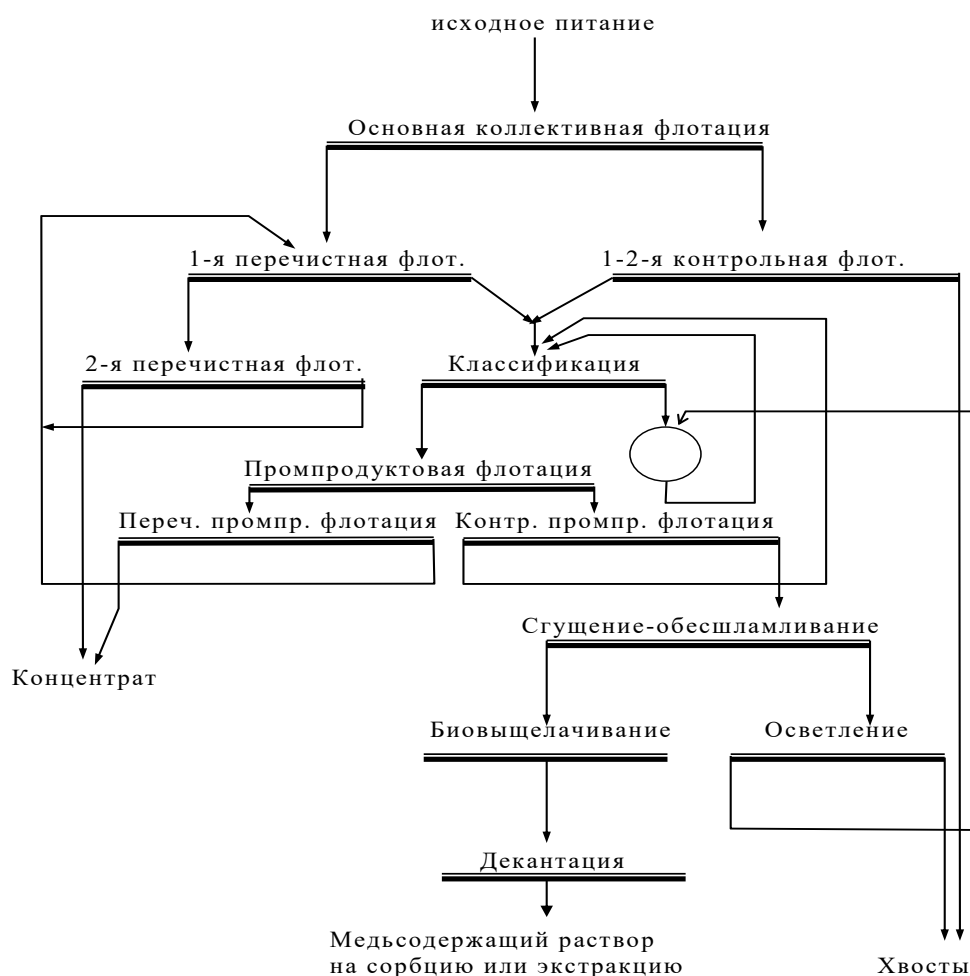 исходное питание
Основная коллективная флотация
1-я перечистная флот.
1-2-я контрольная флот.
2-я перечистная флот.
Классификация
Промпродуктовая флотация
Переч. промпр. флотация
Контр. промпр. флотация
Сгущение-обесшламливание
Концентрат
Биовыщелачивание
Осветление
Декантация
Медьсодержащий раствор
на сорбцию или экстракцию
Хвосты